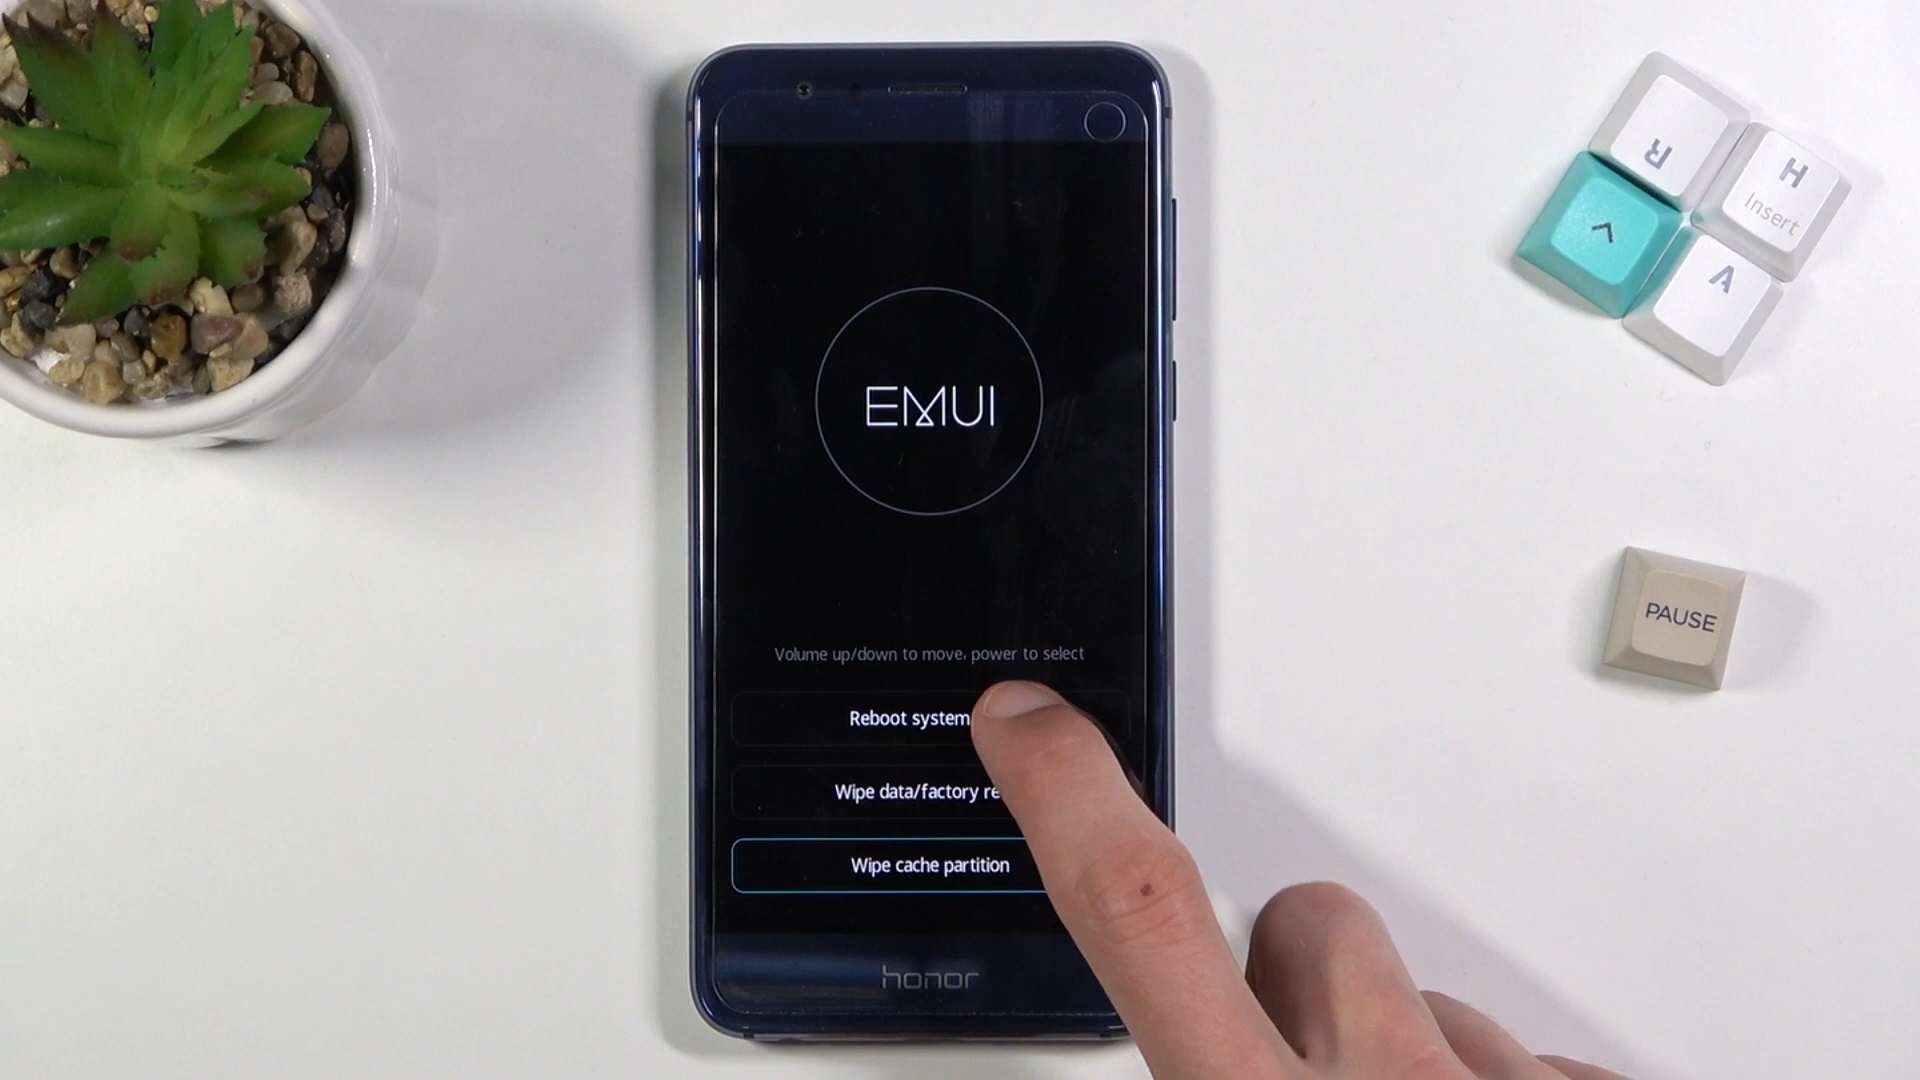 R
H
Insert
A
EMUI
PAUSE
Volume up/down to move, power to select
Reboot system
Wipe data/factory re
Wipe cache partition
honor